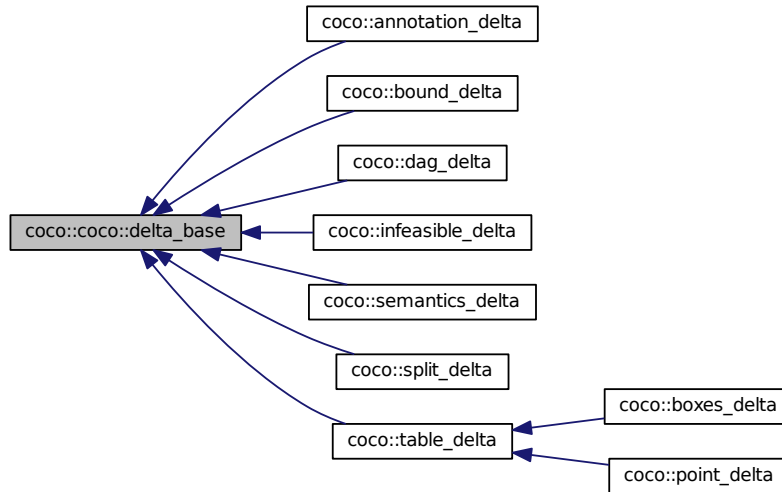 coco::annotation_delta
coco::bound_delta
coco::dag_delta
coco::coco::delta_base
coco::infeasible_delta
coco::semantics_delta
coco::split_delta
coco::boxes_delta
coco::table_delta
coco::point_delta